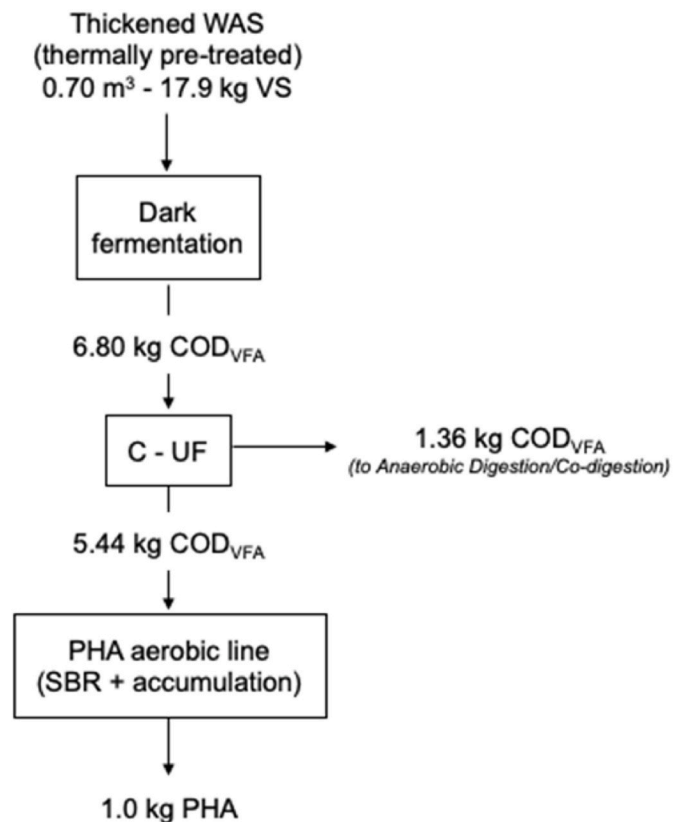 Thickened WAS
(thermally pre-treated)
0.70 m³ - 17.9 kg VS
Dark
fermentation
6.80 kg COD_VFA
C - UF
1.36 kg COD_VFA
(to Anaerobic Digestion/Co-digestion)
5.44 kg COD_VFA
PHA aerobic line
(SBR + accumulation)
1.0 kg PHA